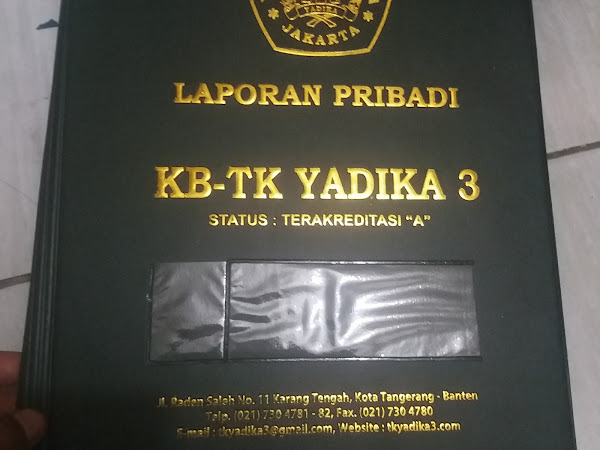 YADIKA
JAKARTA
LAPORAN PRIBADI
KB-TK YADIKA 3
STATUS : TERAKREDITASI "A"
Jl. Raden Saleh No. 11 Karang Tengah, Kota Tangerang - Banten
Telp. (021) 730 4781 - 82, Fax. (021) 730 4780
E-mail : tkyadika3@gmail.com, Website : tkyadika3.com